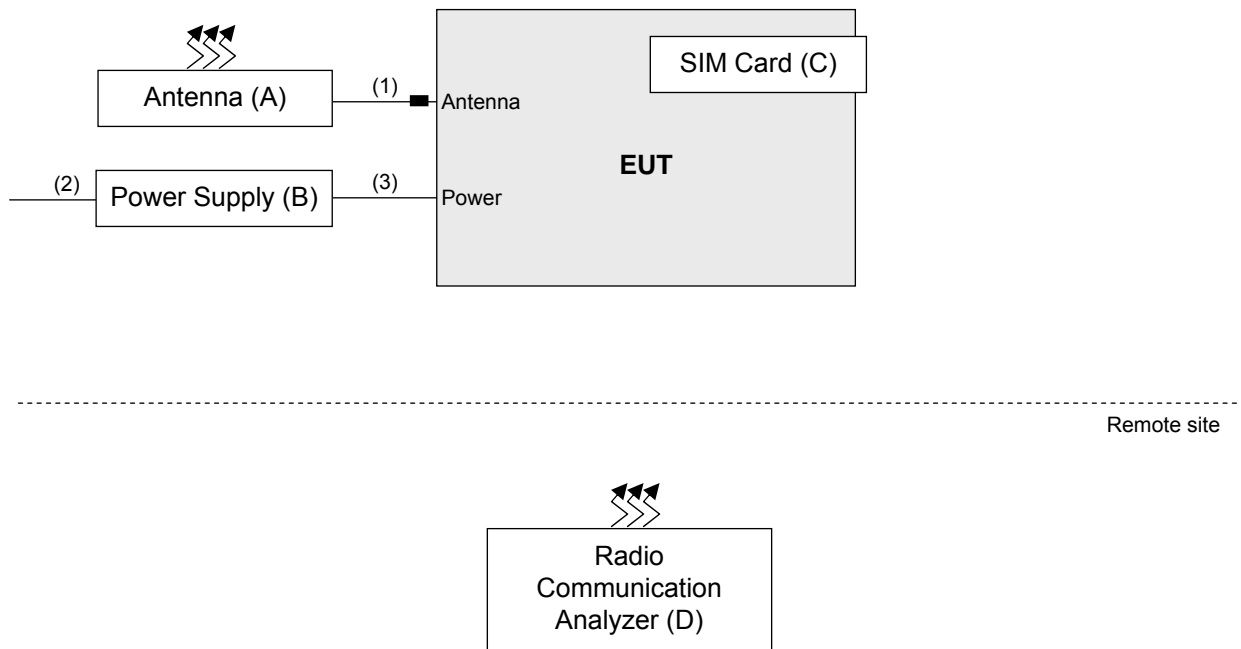 SIM Card (C)
Antenna (A)
(1)
Antenna
EUT
(2)
Power Supply (B)
(3)
Power
Remote site
Radio
Communication
Analyzer (D)